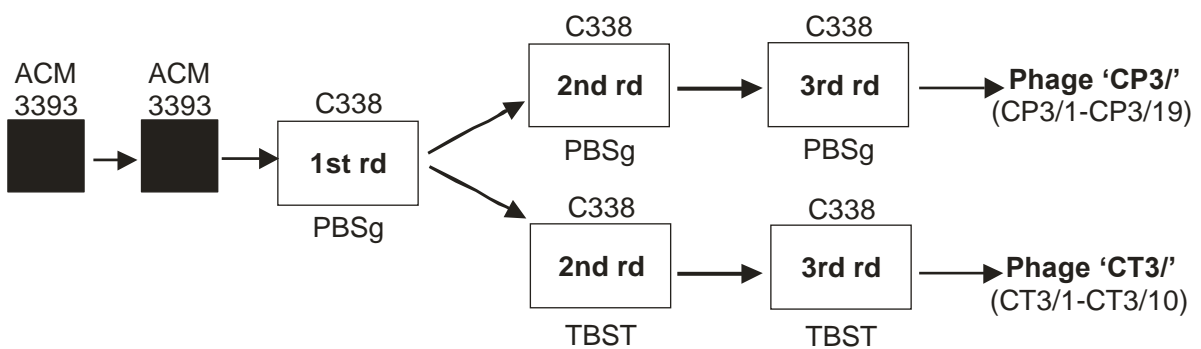 ACM
3393
ACM
3393
C338
1st rd
PBSg
C338
2nd rd
PBSg
C338
3rd rd
PBSg
Phage ‘CP3/’
(CP3/1-CP3/19)
C338
2nd rd
TBST
C338
3rd rd
TBST
Phage ‘CT3/’
(CT3/1-CT3/10)